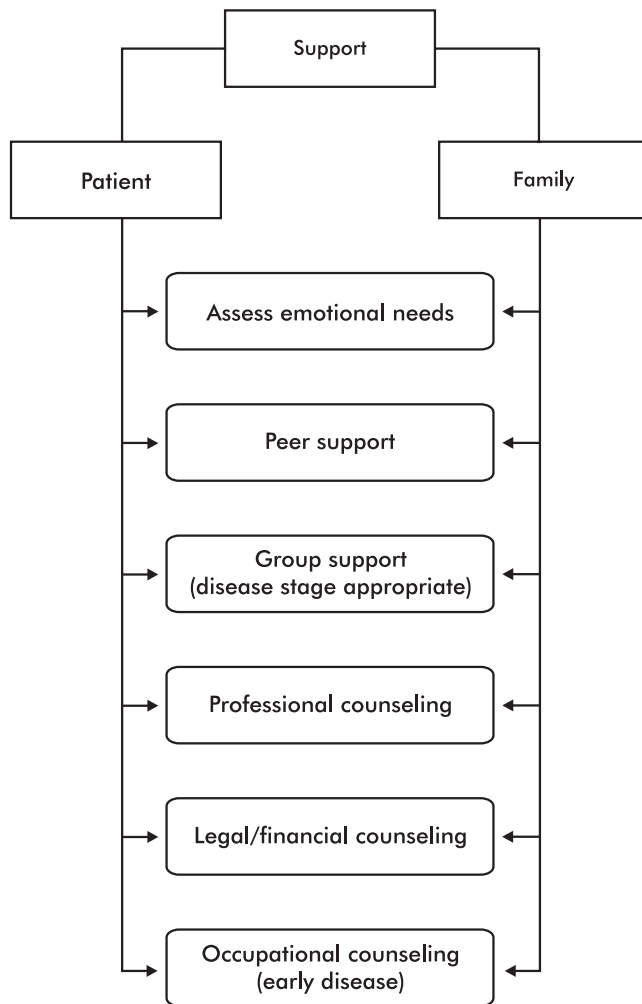 Support
Patient
Family
Assess emotional needs
Peer support
Group support
(disease stage appropriate)
Professional counseling
Legal/financial counseling
Occupational counseling
(early disease)